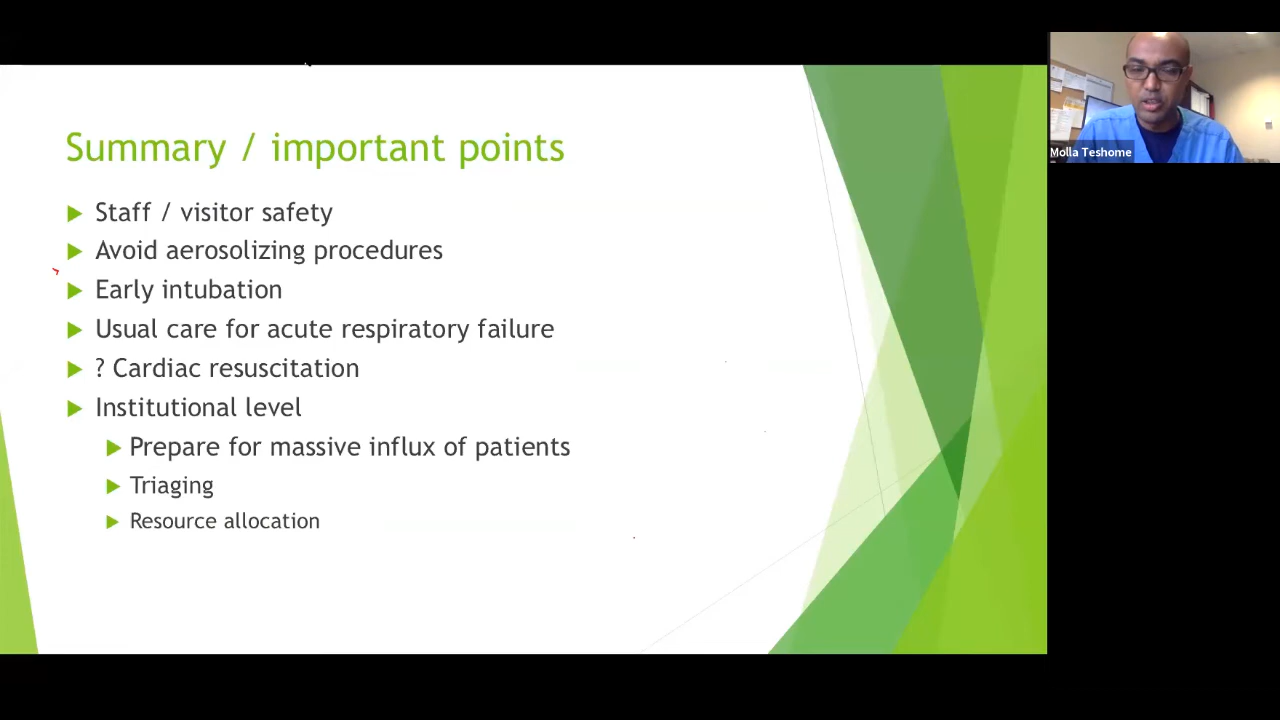 Summary / important points
Staff / visitor safety
Avoid aerosolizing procedures
Early intubation
Usual care for acute respiratory failure
? Cardiac resuscitation
Institutional level
Prepare for massive influx of patients
Triaging
Resource allocation
Molla Teshome